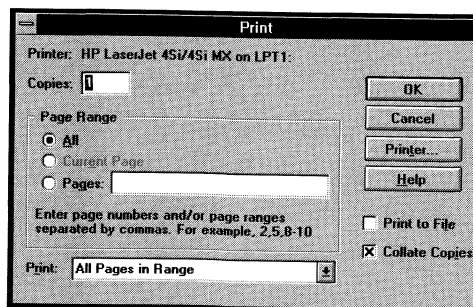 Print
Printer: HP LaserJet 4Si/4Si MX on LPT1:
Copies: 1
OK
Cancel
Printer...
Help
Page Range
All
Current Page
Pages:
Enter page numbers and/or page ranges
separated by commas. For example, 2,5,8-10
Print to File
Collate Copies
Print: All Pages in Range